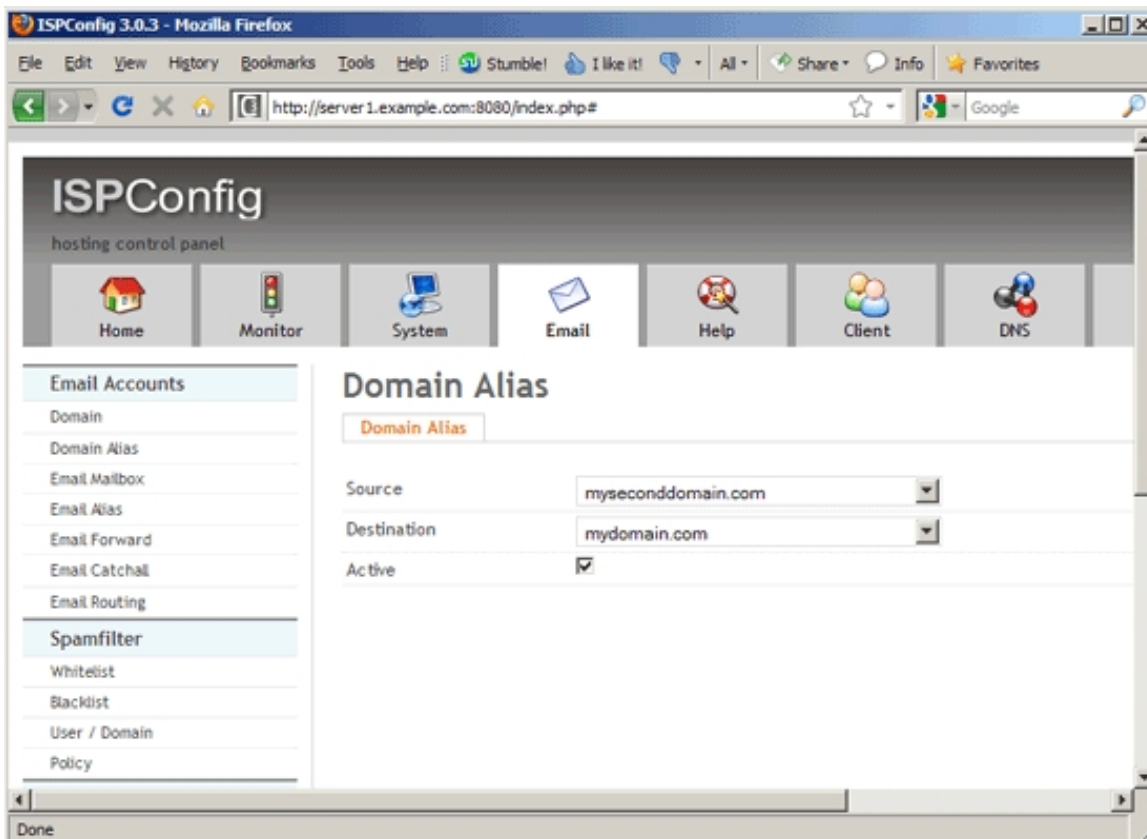 ISPConfig 3.0.3 - Mozilla Firefox
File Edit View History Bookmarks Tools Help Stumble! I like it! All Share Info Favorites
http://server1.example.com:8080/index.php# Google
ISPConfig
hosting control panel
Home Monitor System Email Help Client DNS
Email Accounts
Domain
Domain Alias
Email Mailbox
Email Alias
Email Forward
Email Catchall
Email Routing
Spamfilter
Whitelist
Blacklist
User / Domain
Policy
Domain Alias
Domain Alias
Source myseconddomain.com
Destination mydomain.com
Active
Done